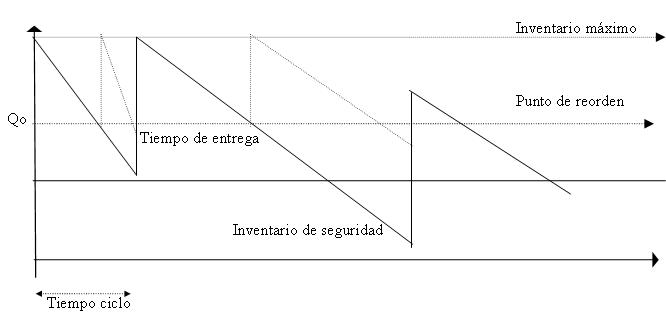 Inventario máximo
Punto de reorden
Qo
Tiempo de entrega
Inventario de seguridad
Tiempo ciclo